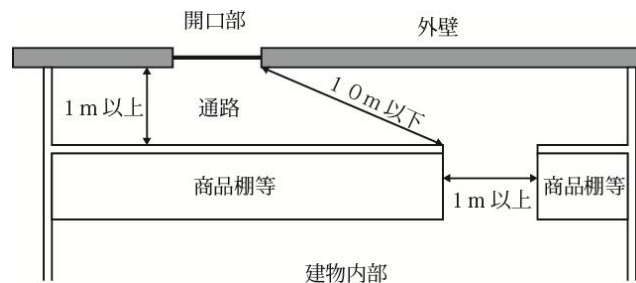 開口部
外壁
1m以上
通路
10m以下
商品棚等
1m以上
商品棚等
建物内部